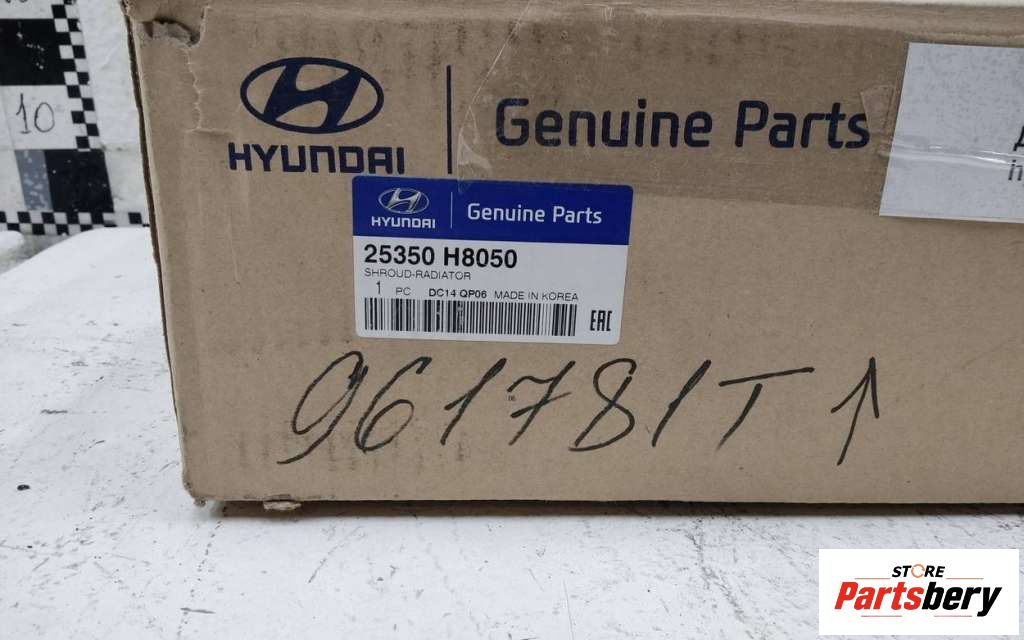 10
HYUNDAI
Genuine Parts
HYUNDAI
Genuine Parts
25350 H8050
SHROUD-RADIATOR
1 PC DC14 QP06 MADE IN KOREA
EAC
961781T ↑
STORE
Partsbery